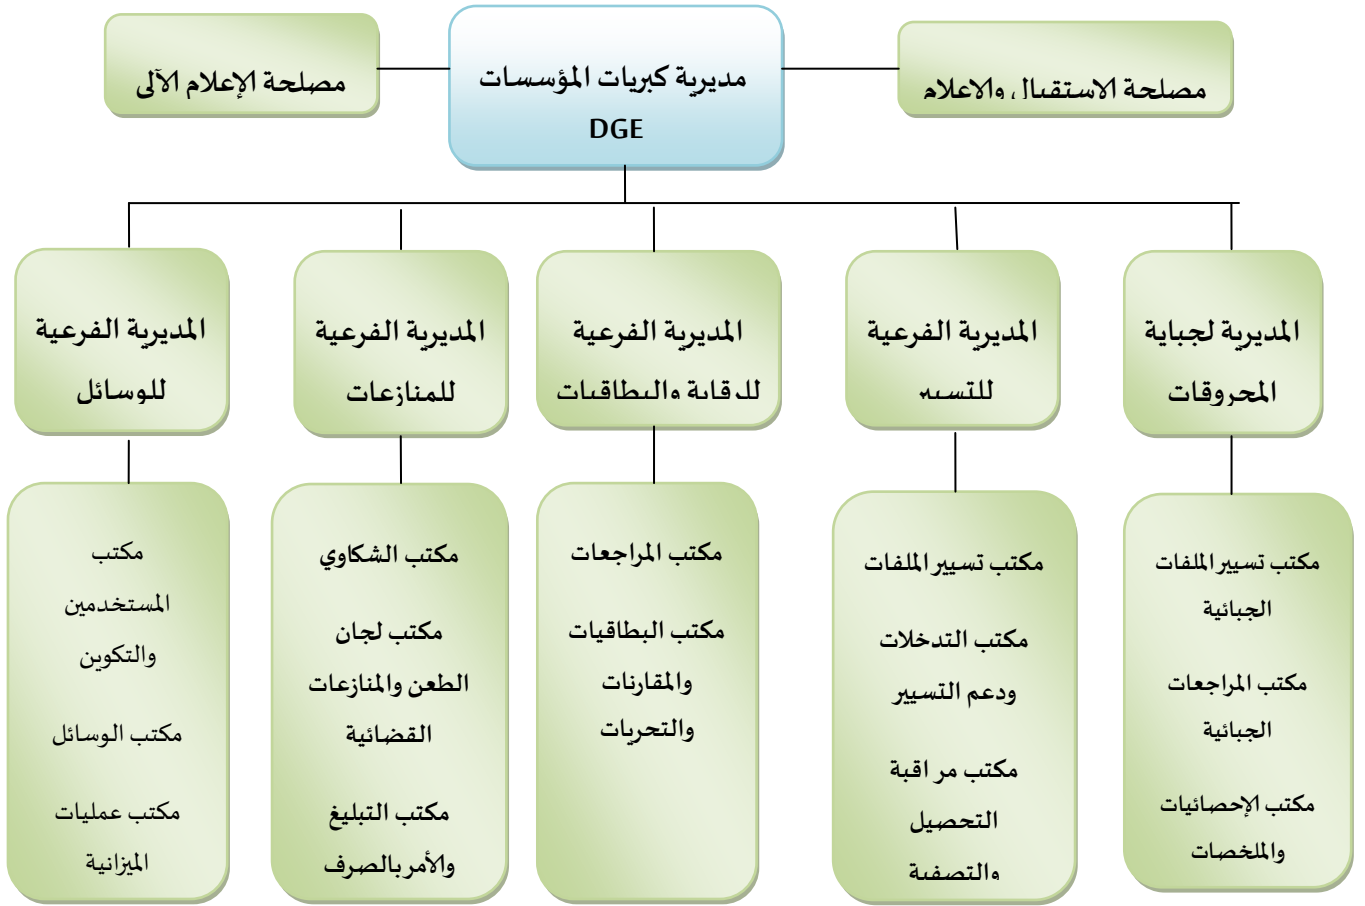 مديرية كبريات المؤسسات
DGE
مصلحة الاستقبال والاعلام
مصلحة الإعلام الآلي
المديرية لجباية
المحروقات
المديرية الفرعية
للتسيير
المديرية الفرعية
للرقابة والبطاقيات
المديرية الفرعية
للمنازعات
المديرية الفرعية
للوسائل
مكتب تسيير الملفات
الجبائية
مكتب المراجعات
الجبائية
مكتب الإحصائيات
والملخصات
مكتب تسيير الملفات
مكتب التدخلات
ودعم التسيير
مكتب مراقبة
التحصيل
والتصفية
مكتب المراجعات
مكتب البطاقيات
والمقارنات
والتحريات
مكتب الشكاوي
مكتب لجان
الطعن والمنازعات
القضائية
مكتب التبليغ
والأمر بالصرف
مكتب
المستخدمين
والتكوين
مكتب الوسائل
مكتب عمليات
الميزانية